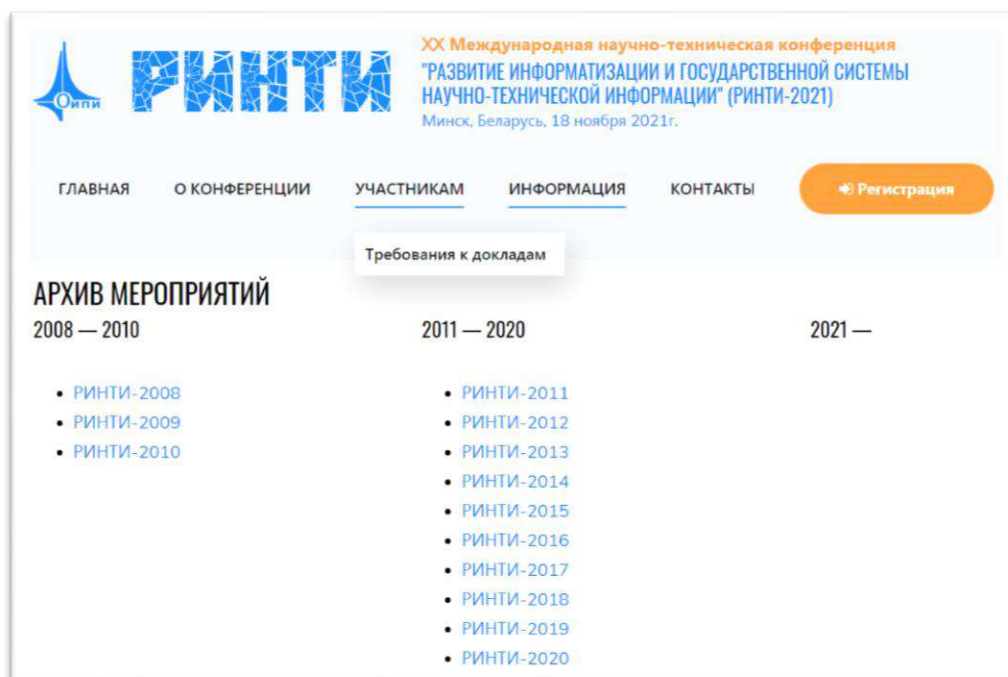 ОИПИ
РИНТИ
XX Международная научно-техническая конференция
"РАЗВИТИЕ ИНФОРМАТИЗАЦИИ И ГОСУДАРСТВЕННОЙ СИСТЕМЫ
НАУЧНО-ТЕХНИЧЕСКОЙ ИНФОРМАЦИИ" (РИНТИ-2021)
Минск, Беларусь, 18 ноября 2021г.
ГЛАВНАЯ О КОНФЕРЕНЦИИ УЧАСТНИКАМ ИНФОРМАЦИЯ КОНТАКТЫ Регистрация
Требования к докладам
АРХИВ МЕРОПРИЯТИЙ
2008 — 2010
РИНТИ-2008
РИНТИ-2009
РИНТИ-2010
2011 — 2020
РИНТИ-2011
РИНТИ-2012
РИНТИ-2013
РИНТИ-2014
РИНТИ-2015
РИНТИ-2016
РИНТИ-2017
РИНТИ-2018
РИНТИ-2019
РИНТИ-2020
2021 —